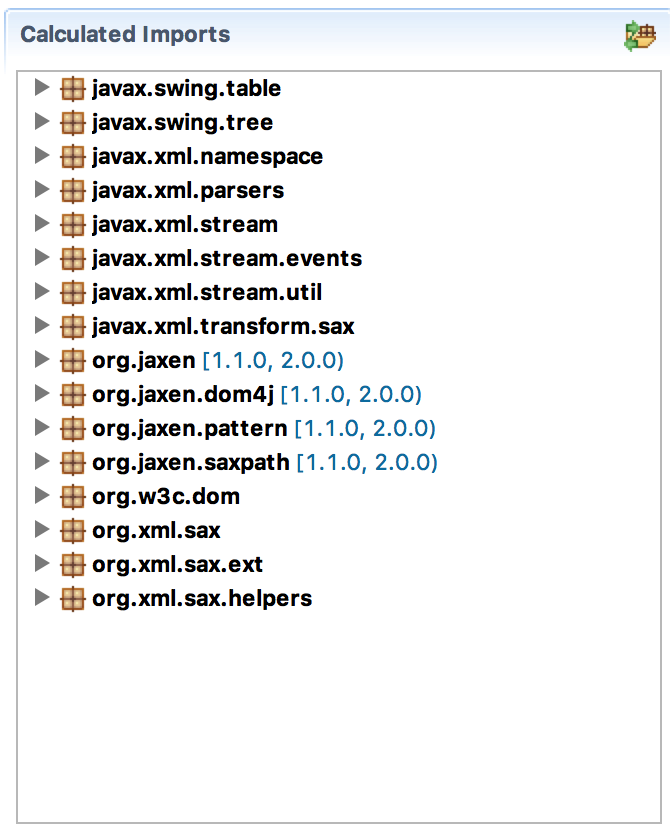 Calculated Imports
javax.swing.table
javax.swing.tree
javax.xml.namespace
javax.xml.parsers
javax.xml.stream
javax.xml.stream.events
javax.xml.stream.util
javax.xml.transform.sax
org.jaxen [1.1.0, 2.0.0)
org.jaxen.dom4j [1.1.0, 2.0.0)
org.jaxen.pattern [1.1.0, 2.0.0)
org.jaxen.saxpath [1.1.0, 2.0.0)
org.w3c.dom
org.xml.sax
org.xml.sax.ext
org.xml.sax.helpers